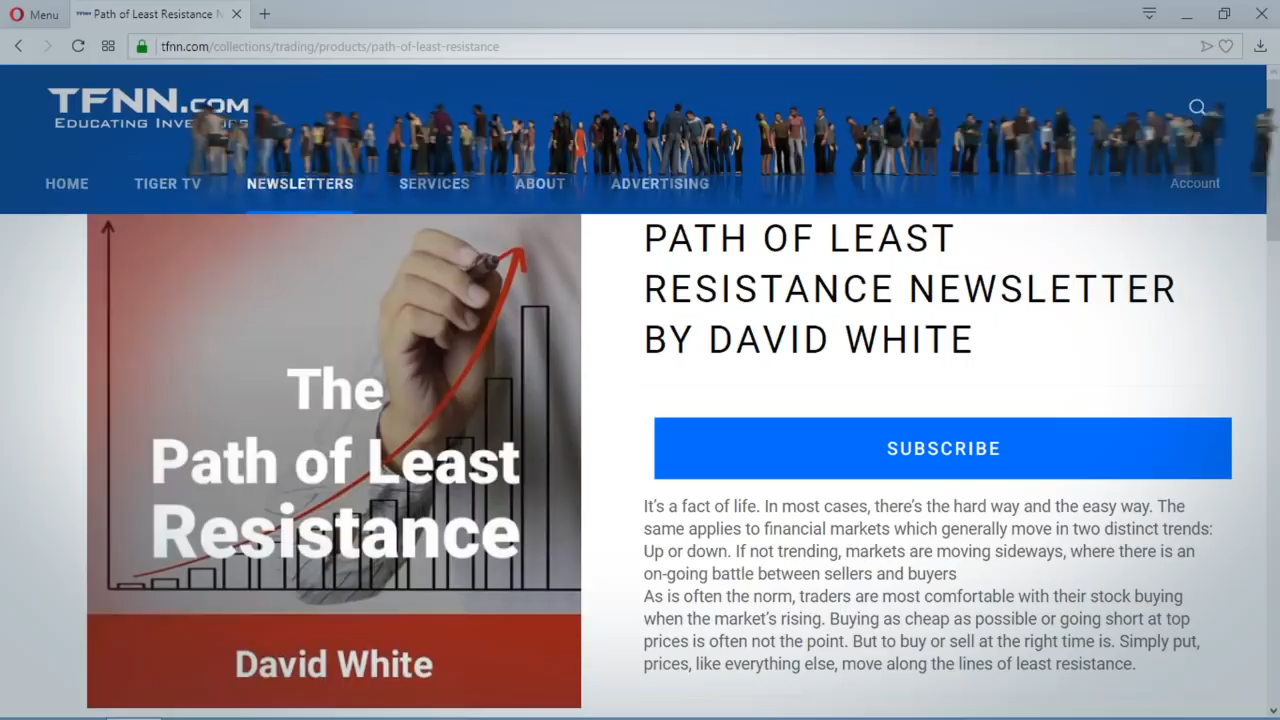 Menu
Path of Least Resistance N
tfnn.com/collections/trading/products/path-of-least-resistance
TFNN.COM
EDUCATING INVESTORS
HOME TIGER TV NEWSLETTERS SERVICES ABOUT ADVERTISING Account
The
Path of Least
Resistance
David White
PATH OF LEAST
RESISTANCE NEWSLETTER
BY DAVID WHITE
SUBSCRIBE
It’s a fact of life. In most cases, there’s the hard way and the easy way. The
same applies to financial markets which generally move in two distinct trends:
Up or down. If not trending, markets are moving sideways, where there is an
on-going battle between sellers and buyers
As is often the norm, traders are most comfortable with their stock buying
when the market’s rising. Buying as cheap as possible or going short at top
prices is often not the point. But to buy or sell at the right time is. Simply put,
prices, like everything else, move along the lines of least resistance.